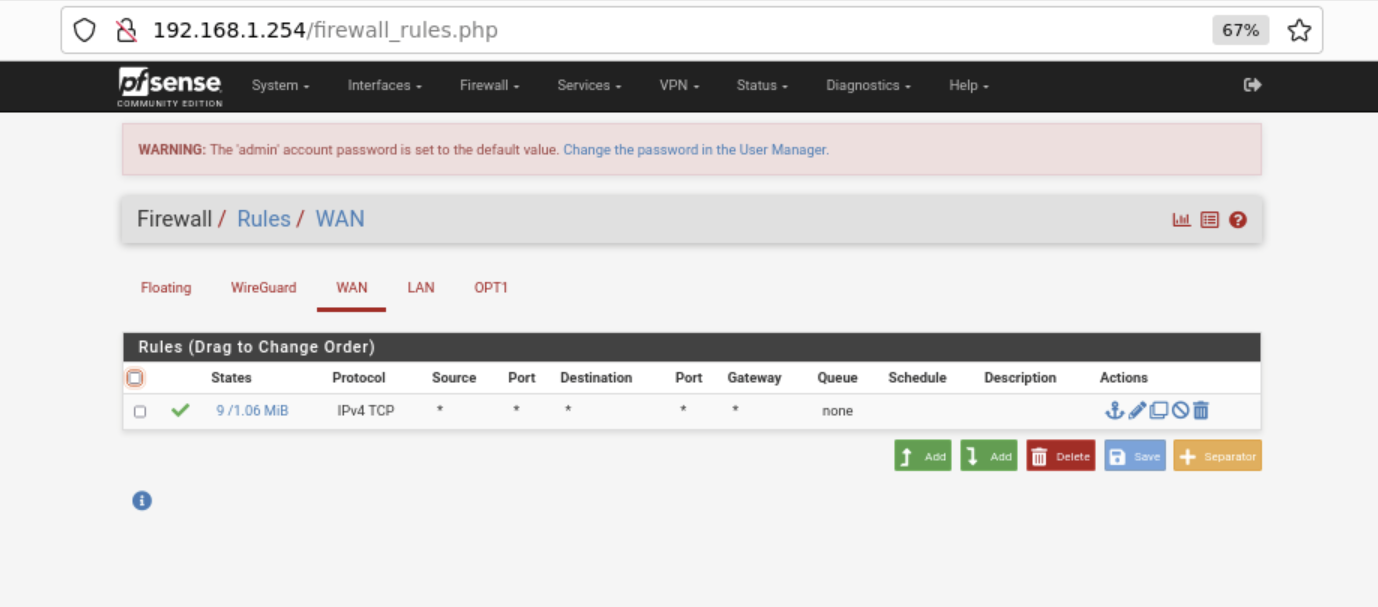 192.168.1.254/firewall_rules.php 67%
pfsense System Interfaces Firewall Services VPN Status Diagnostics Help
COMMUNITY EDITION
WARNING: The 'admin' account password is set to the default value. Change the password in the User Manager.
Firewall / Rules / WAN
Floating WireGuard WAN LAN OPT1
Rules (Drag to Change Order)
States Protocol Source Port Destination Port Gateway Queue Schedule Description Actions
9 /1.06 MiB IPv4 TCP * * * * * none
Add Add Delete Save Separator